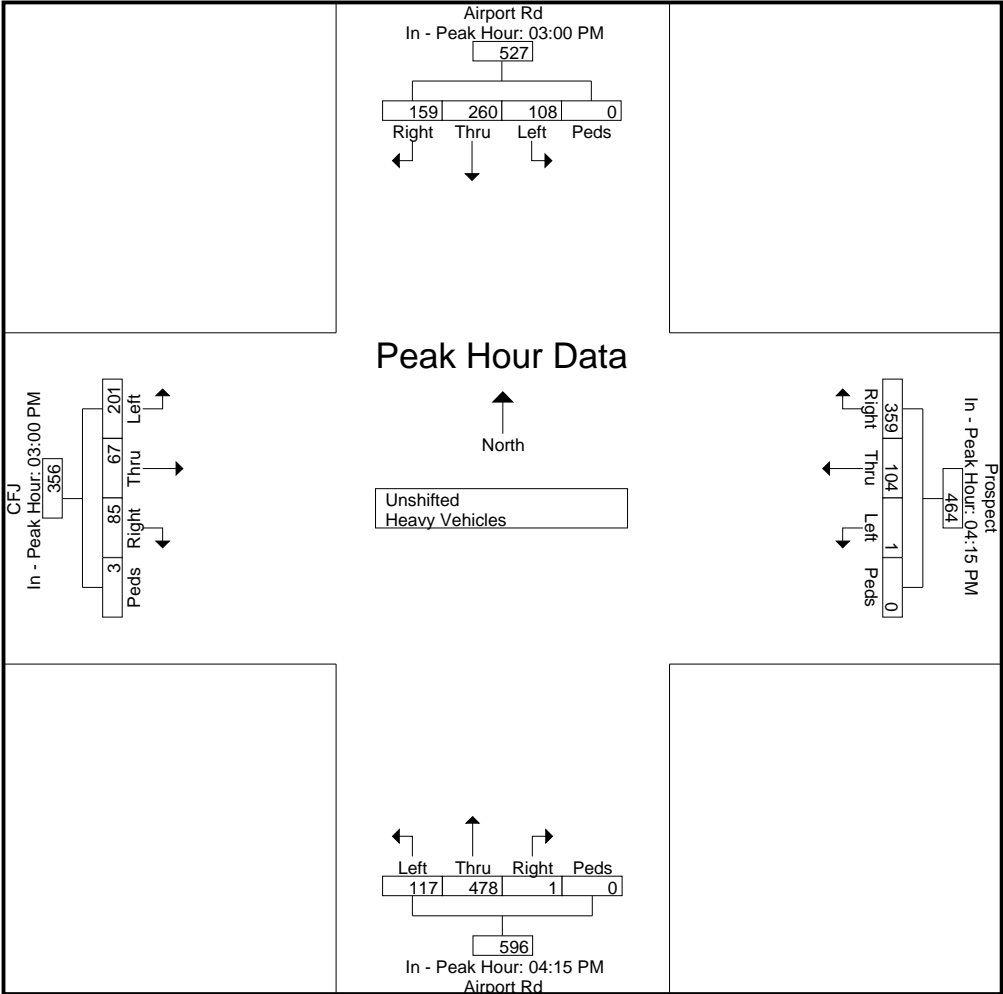 Airport Rd
In - Peak Hour: 03:00 PM
527
159 260 108 0
Right Thru Left Peds
Peak Hour Data
North
Unshifted
Heavy Vehicles
CFJ
In - Peak Hour: 03:00 PM
356
201 67 85 3
Left Thru Right Peds
Prospect
In - Peak Hour: 04:15 PM
464
359 104 1 0
Right Thru Left Peds
Left Thru Right Peds
117 478 1 0
596
In - Peak Hour: 04:15 PM
Airport Rd